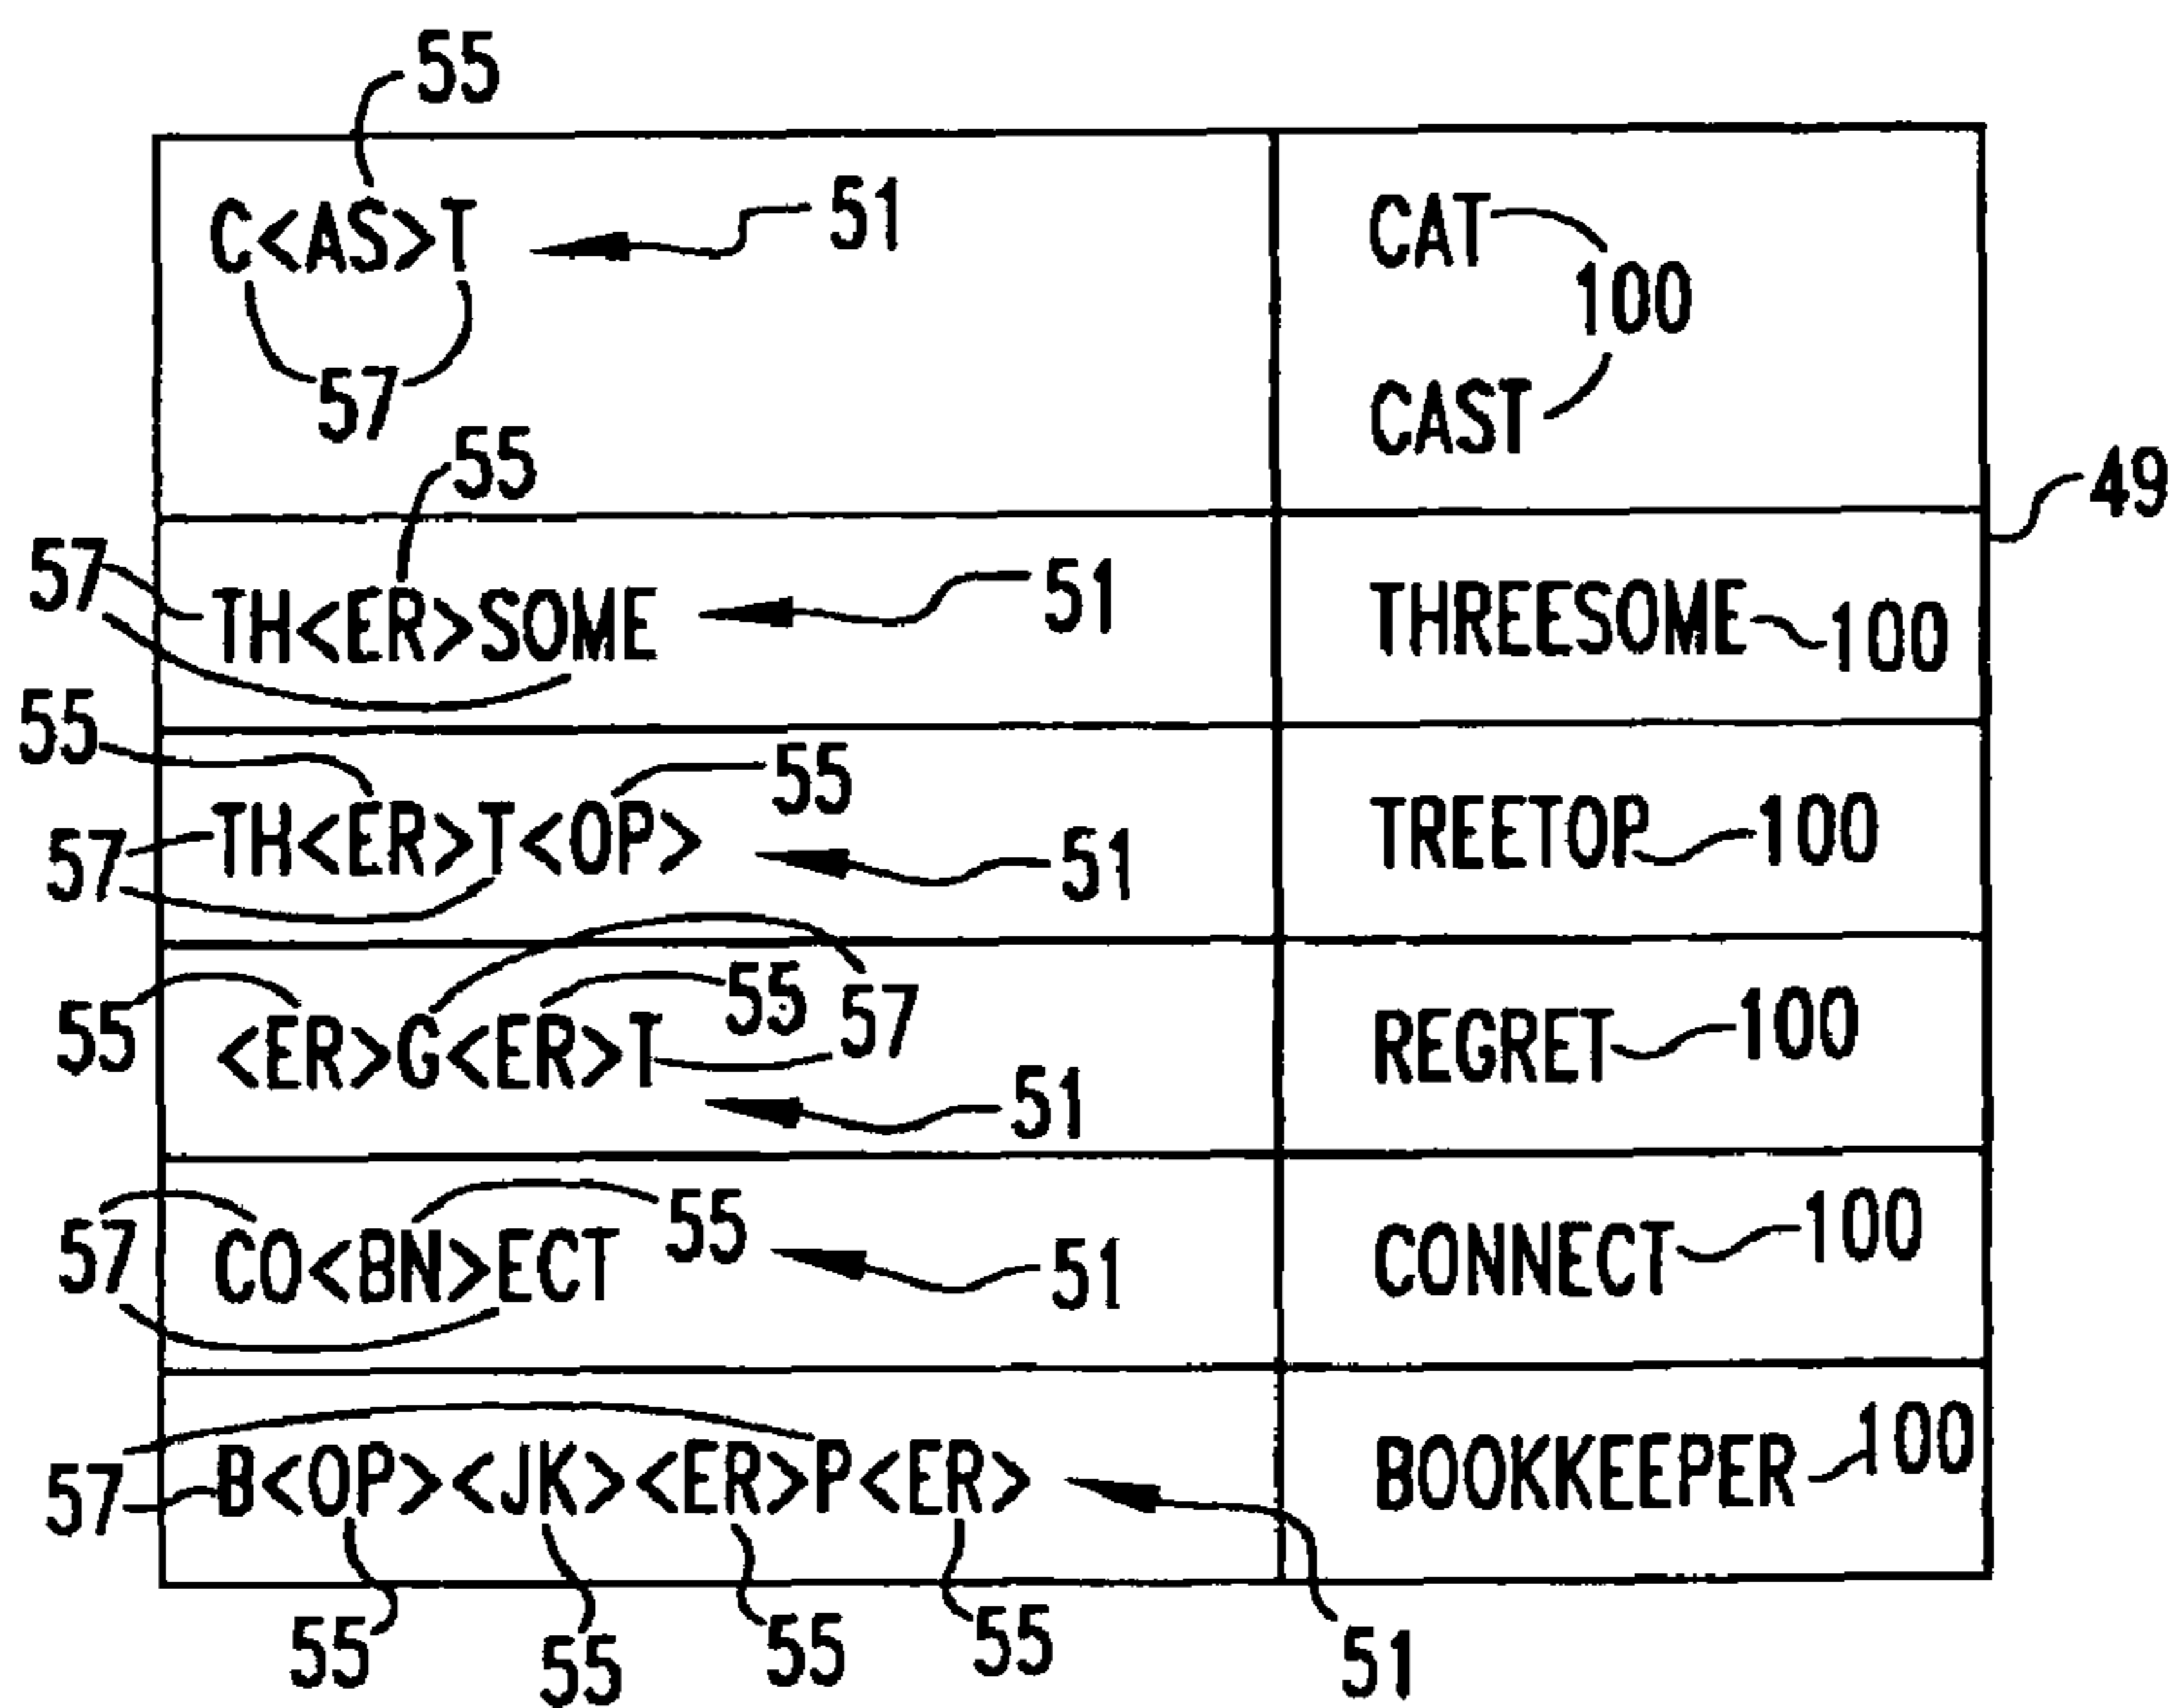 55
C<AS>T 51 CAT
100
57 CAST
55
49
57 TH<ER>SOME 51 THREESOME 100
55 55
57 TH<ER>T<OP> 51 TREETOP 100
55 <ER>G<ER>T 55 57 REGRET 100
51
57 CO<BN>ECT 55 51 CONNECT 100
57 B<OP><JK><ER>P<ER> BOOKKEEPER 100
55 55 55 55 51